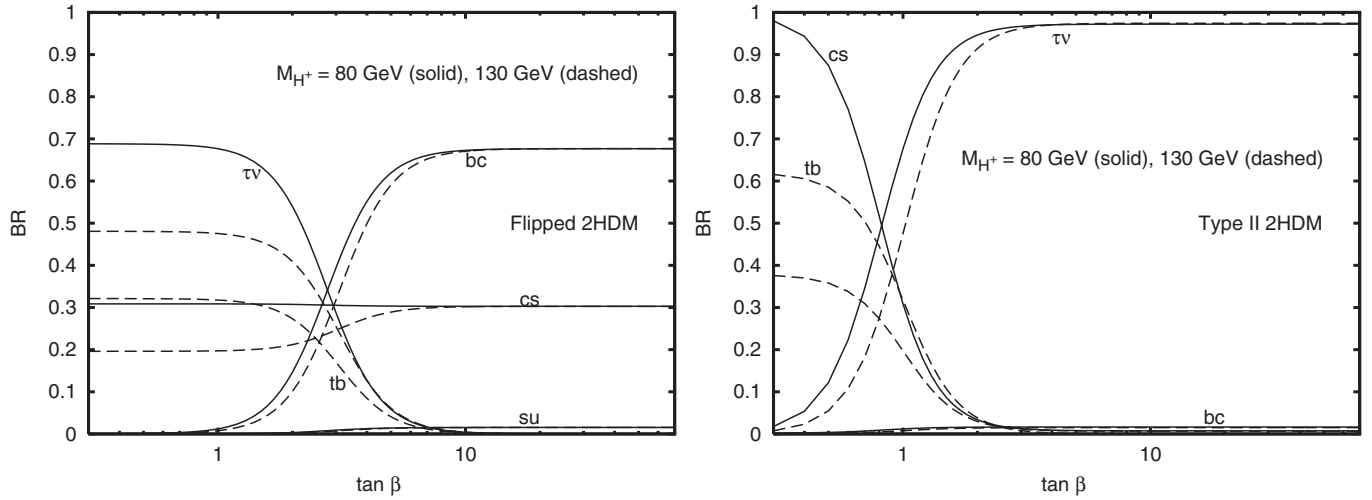 1
0.9
0.8
0.7
0.6
0.5
0.4
0.3
0.2
0.1
0
BR
M_H⁺ = 80 GeV (solid), 130 GeV (dashed)
τν
bc
Flipped 2HDM
cs
tb
su
1
10
tan β
1
0.9
0.8
0.7
0.6
0.5
0.4
0.3
0.2
0.1
0
BR
cs
τν
M_H⁺ = 80 GeV (solid), 130 GeV (dashed)
tb
Type II 2HDM
bc
1
10
tan β